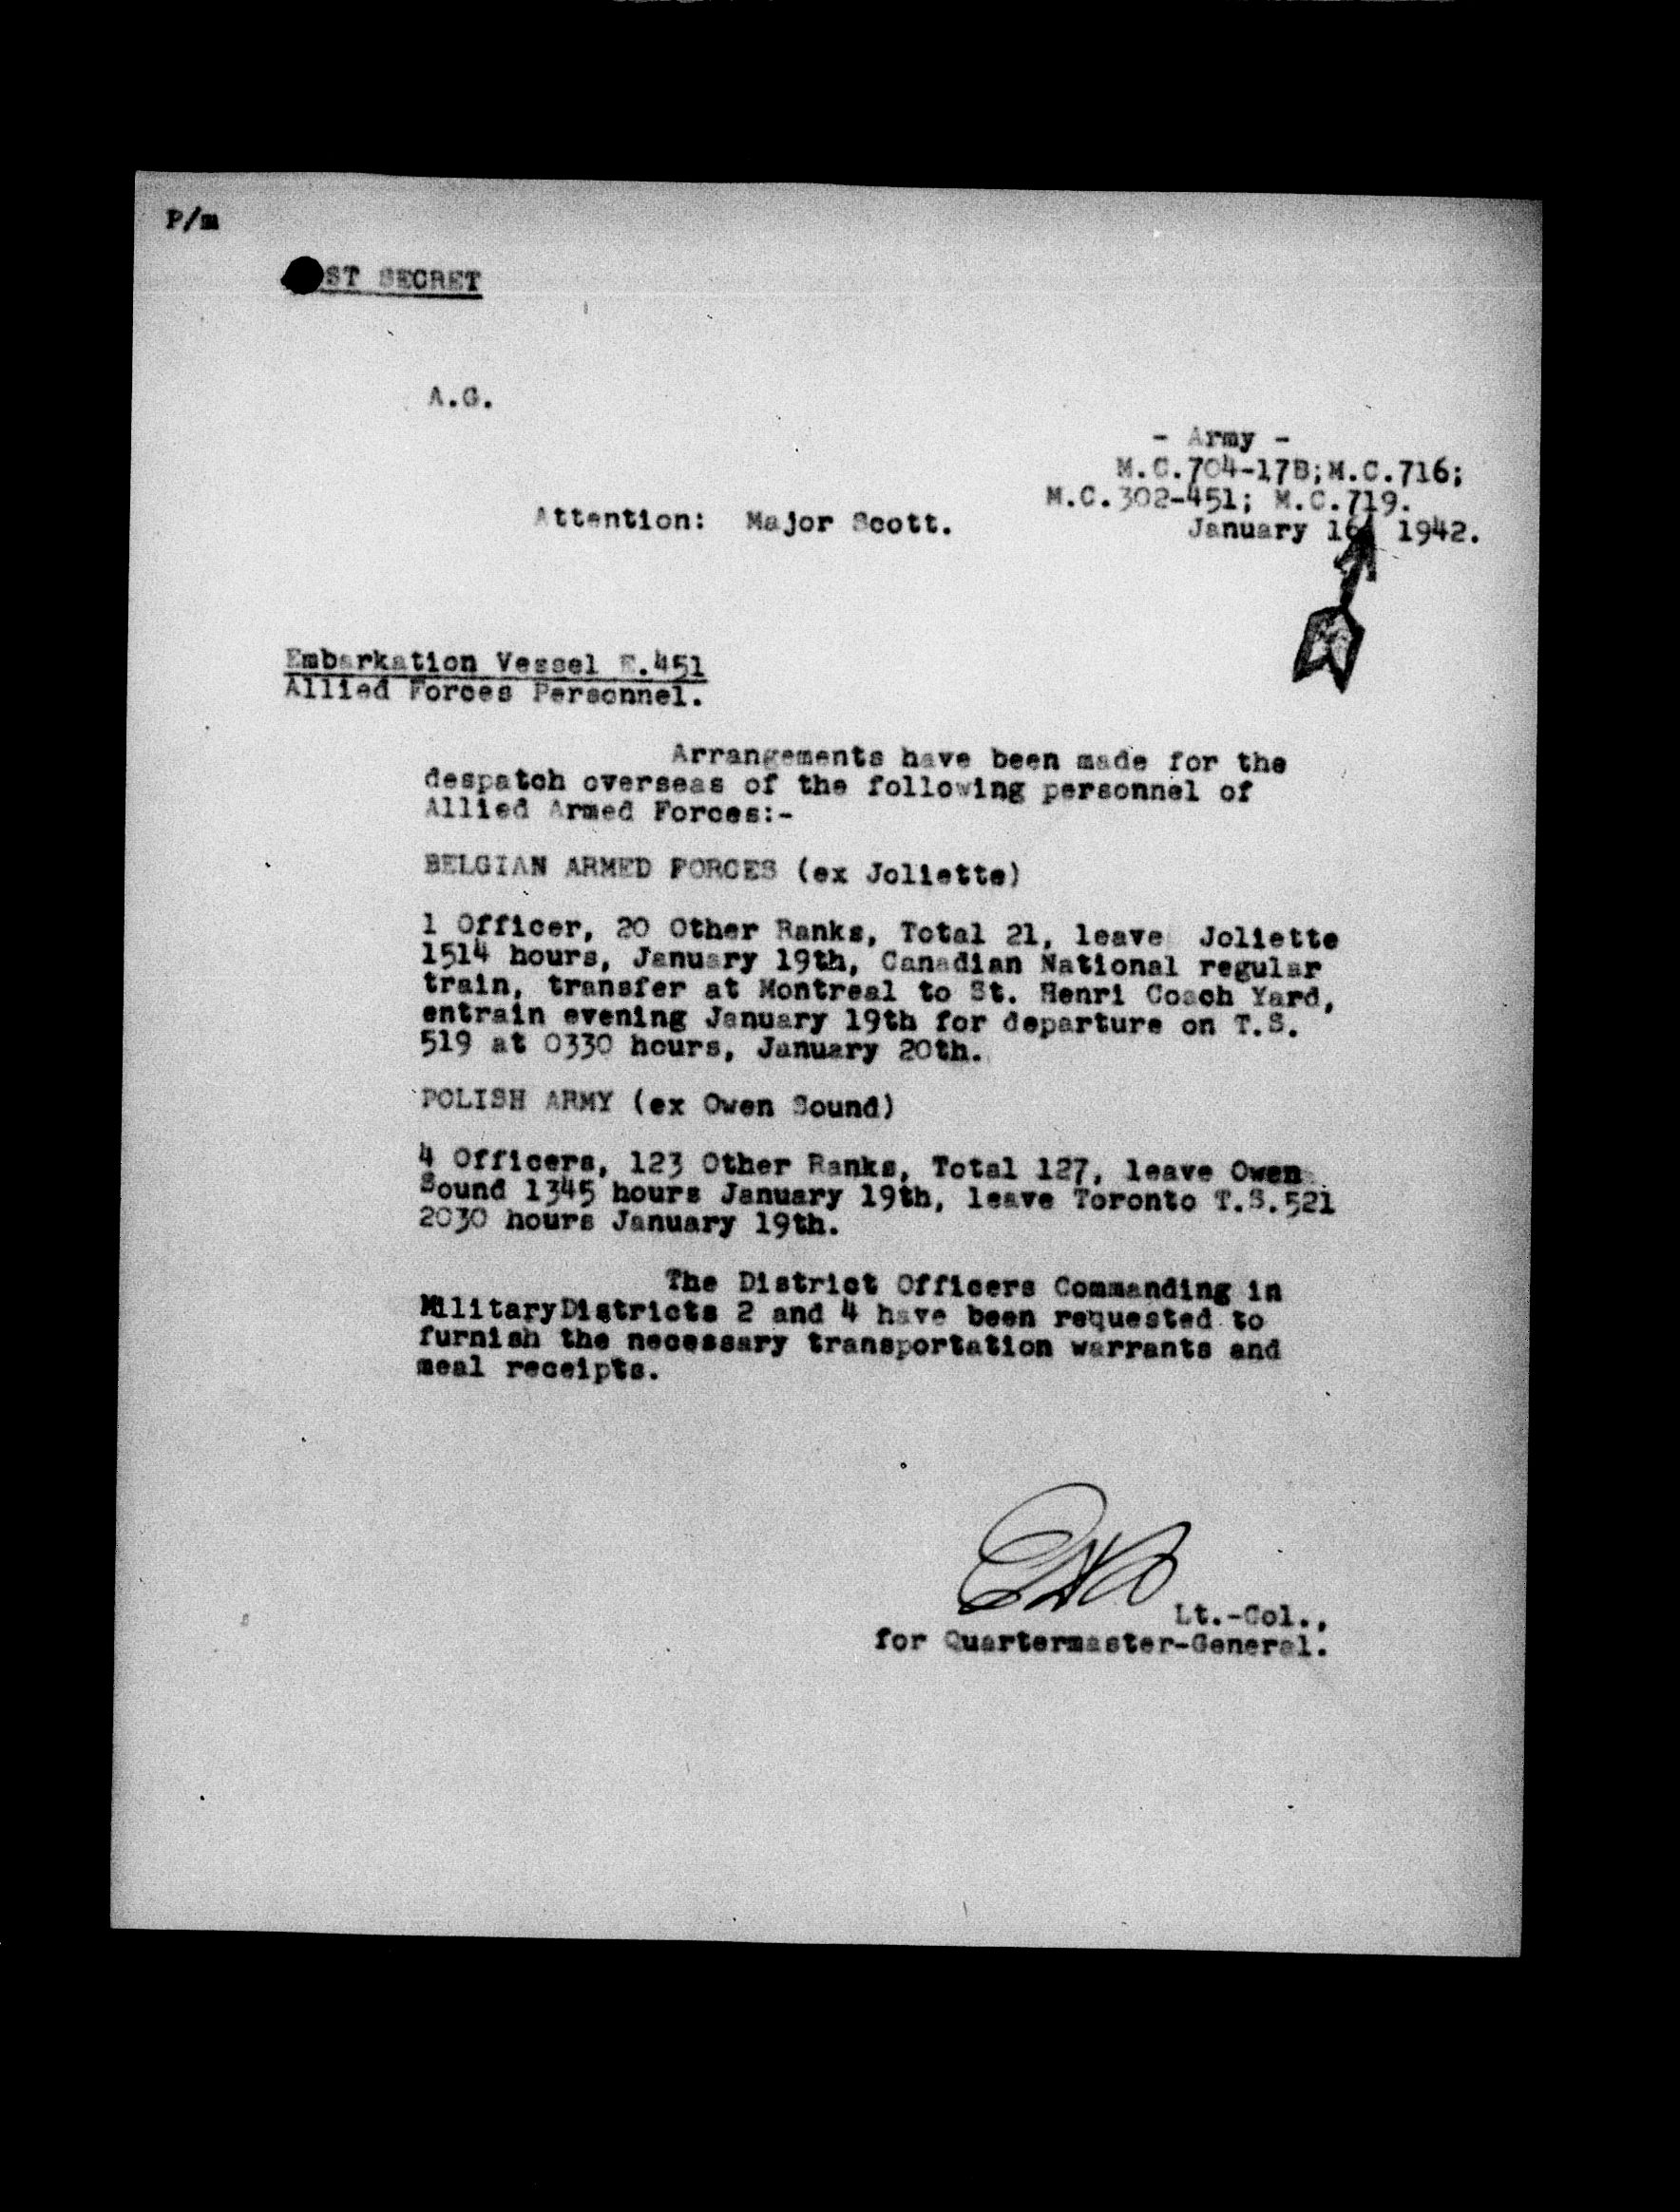 P/m
ST SECRET
A.G.
- Army -
M.C.704-17B;M.C.716;
M.C.302-451; M.C.719.
Attention: Major Scott.
January 16, 1942.
Embarkation Vessel E.451
Allied Forces Personnel.
Arrangements have been made for the
despatch overseas of the following personnel of
Allied Armed Forces:-
BELGIAN ARMED FORCES (ex Joliette)
1 Officer, 20 Other Ranks, Total 21, leave Joliette
1514 hours, January 19th, Canadian National regular
train, transfer at Montreal to St. Henri Coach Yard,
entrain evening January 19th for departure on T.S.
519 at 0330 hours, January 20th.
POLISH ARMY (ex Owen Sound)
4 Officers, 123 Other Ranks, Total 127, leave Owen
Sound 1345 hours January 19th, leave Toronto T.S.521
2030 hours January 19th.
The District Officers Commanding in
MilitaryDistricts 2 and 4 have been requested to
furnish the necessary transportation warrants and
meal receipts.
Lt.-Col.,
for Quartermaster-General.